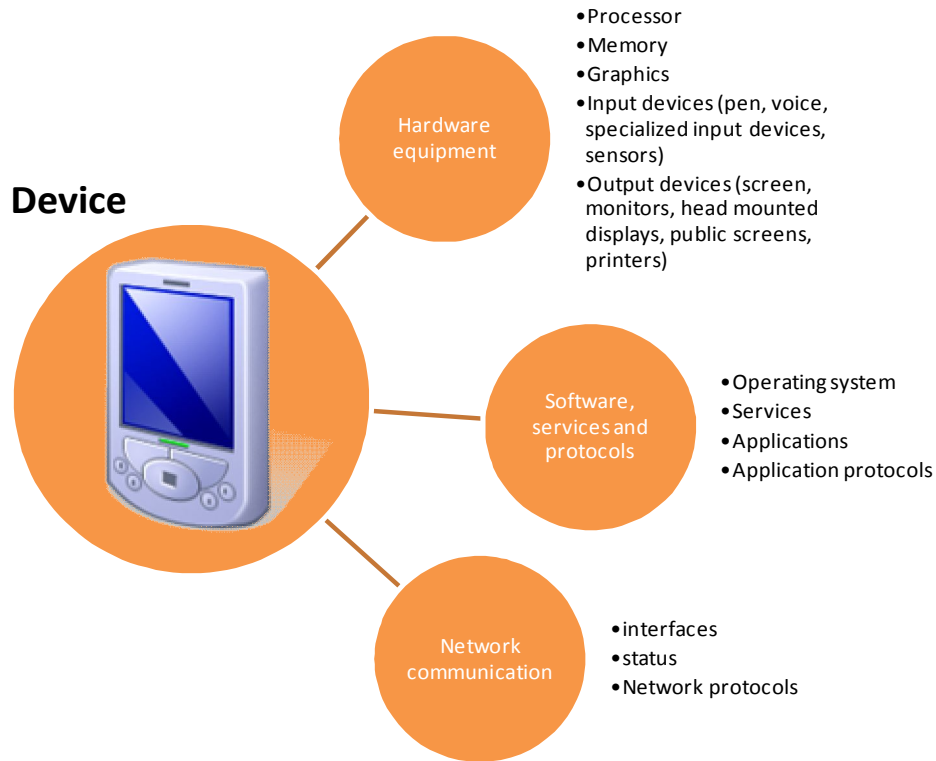 Device
Hardware
equipment
•Processor
•Memory
•Graphics
•Input devices (pen, voice,
specialized input devices,
sensors)
•Output devices (screen,
monitors, head mounted
displays, public screens,
printers)
Software,
services and
protocols
•Operating system
•Services
•Applications
•Application protocols
Network
communication
•interfaces
•status
•Network protocols